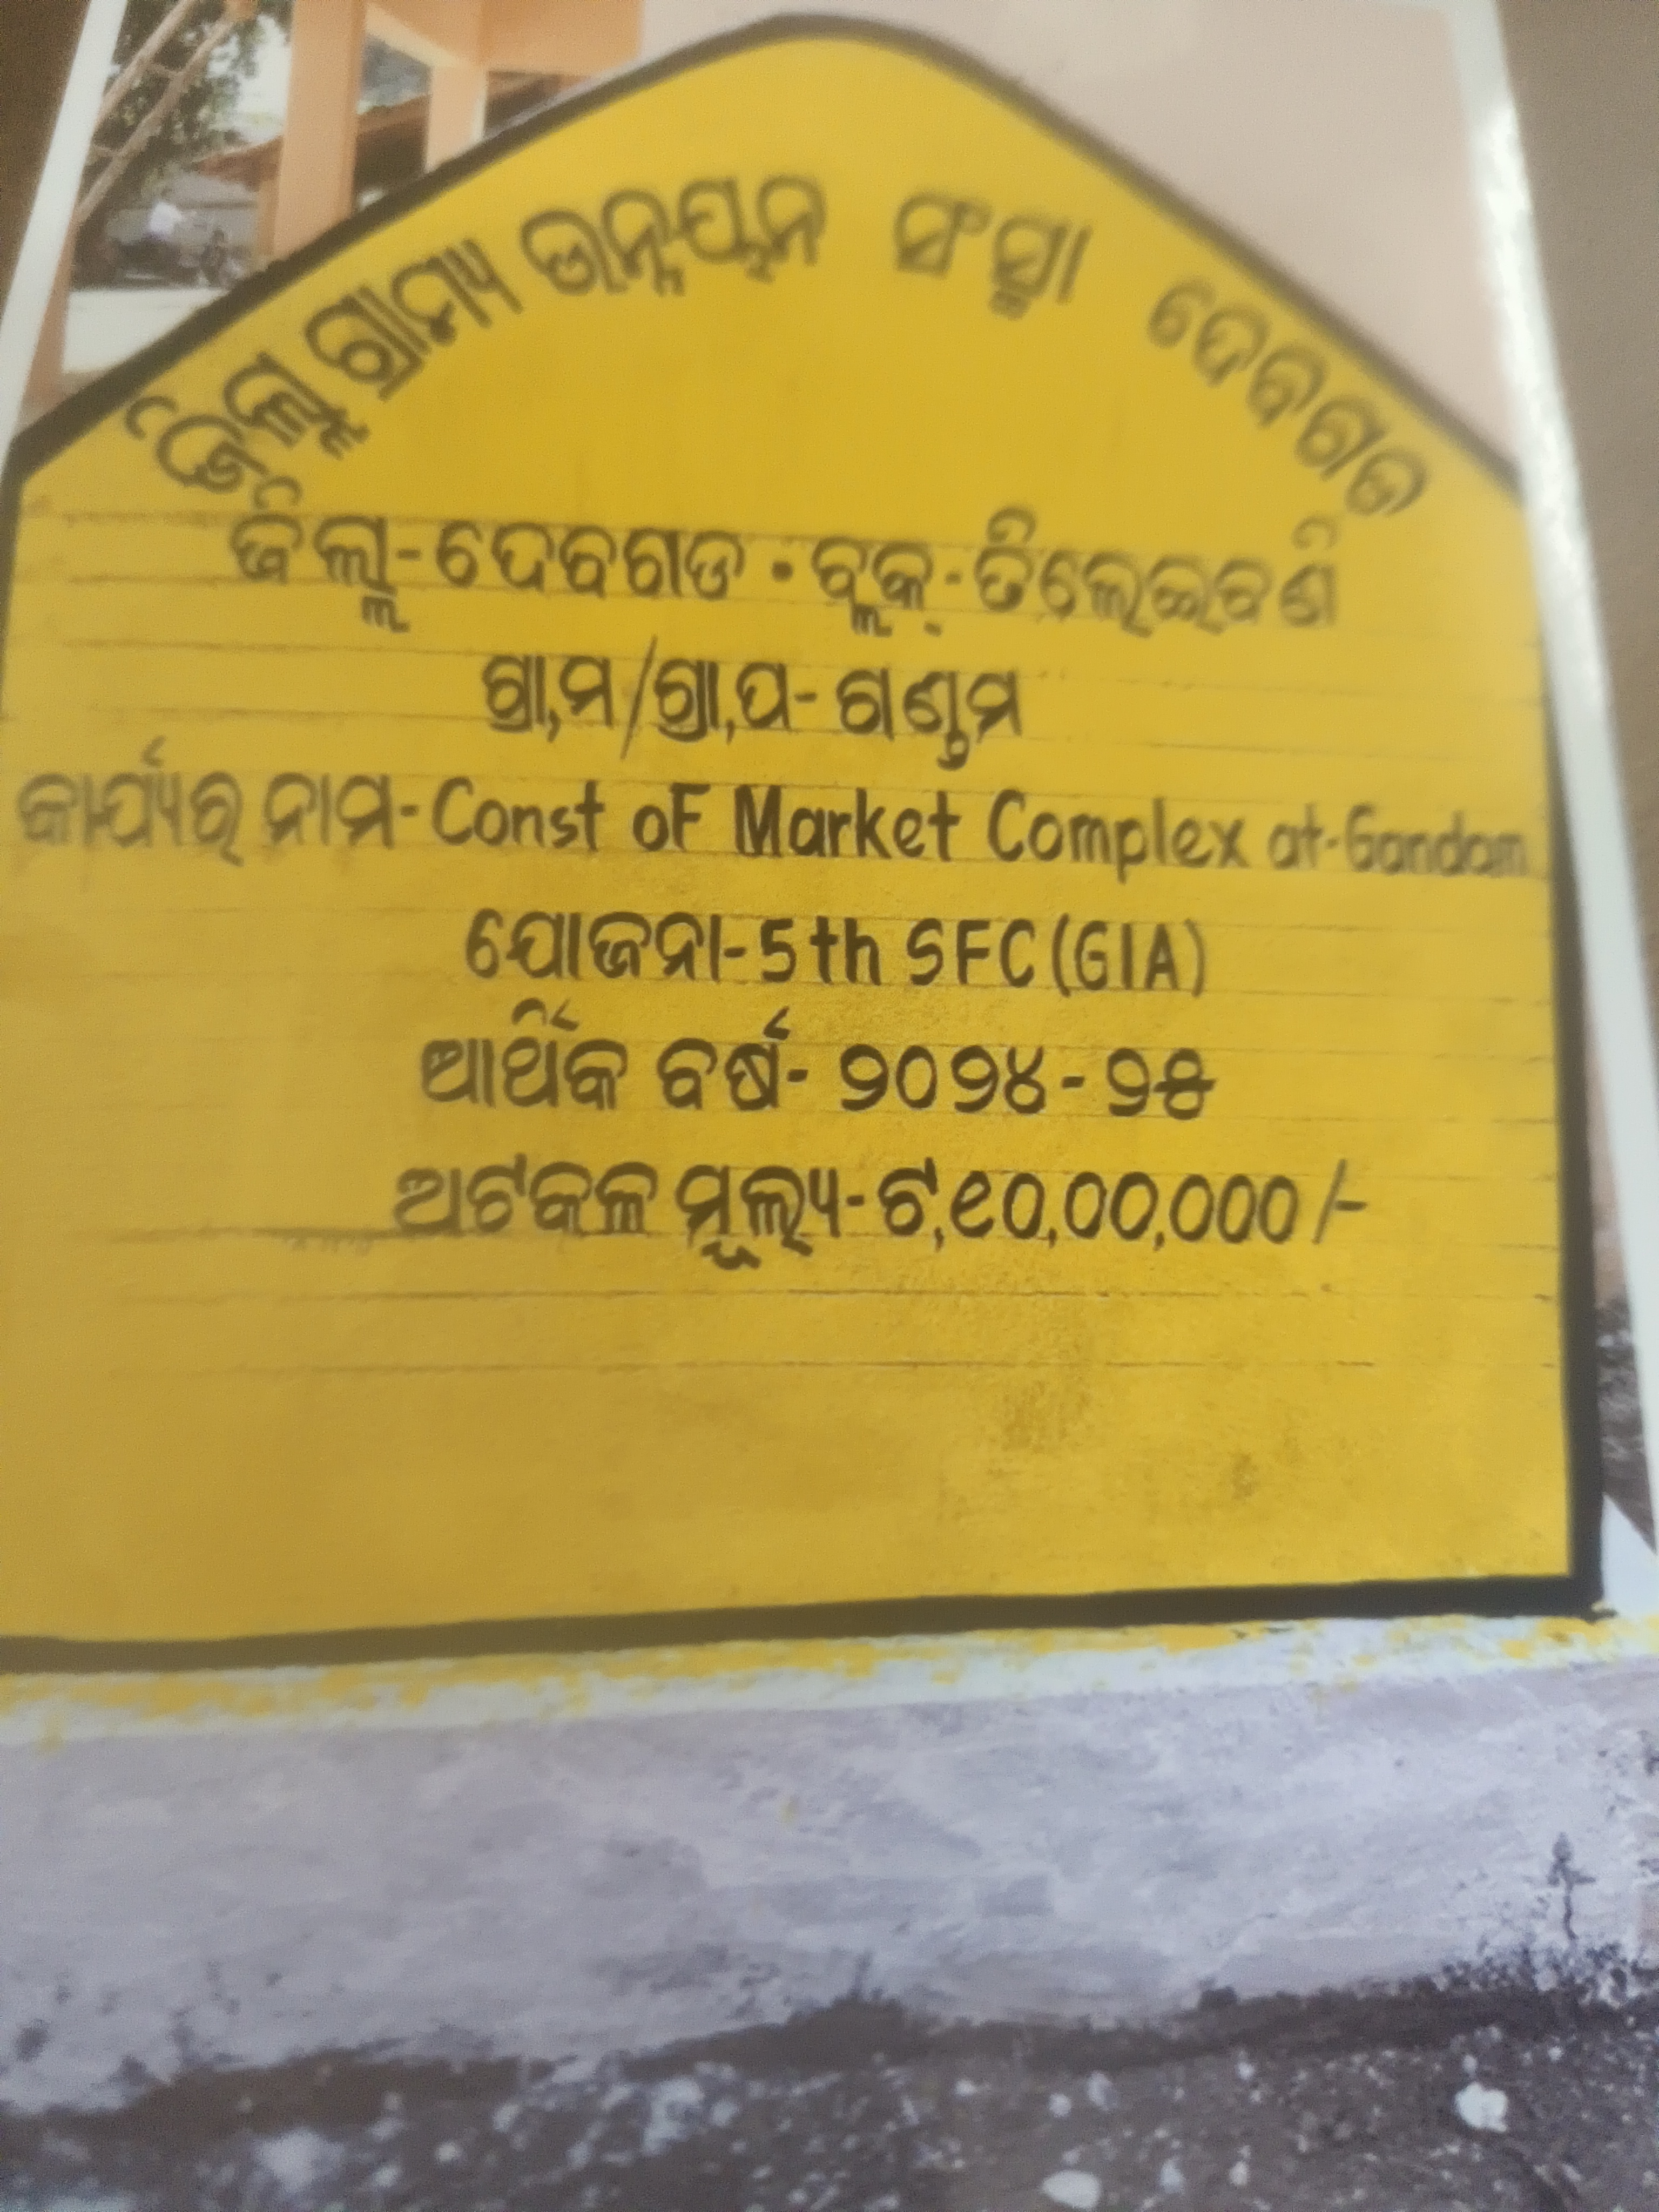 ଜିଲ୍ଲା ଗ୍ରାମ୍ୟ ଉନ୍ନୟନ ସଂସ୍ଥା ଦେବଗଡ
ଜିଲ୍ଲା-ଦେବଗଡ • ବ୍ଲକ୍-ତିଲେଇବଣି
ଗ୍ରା,ମ/ଗ୍ରା,ପ- ଗଣ୍ଡମ
କାର୍ଯ୍ୟର ନାମ- Const oF Market Complex at-Gandam
ଯୋଜନା-5th SFC (GIA)
ଆର୍ଥିକ ବର୍ଷ- ୨୦୨୪-୨୫
ଅଟକଳ ମୂଲ୍ୟ-ଟ,୧୦,୦୦,୦୦୦/-